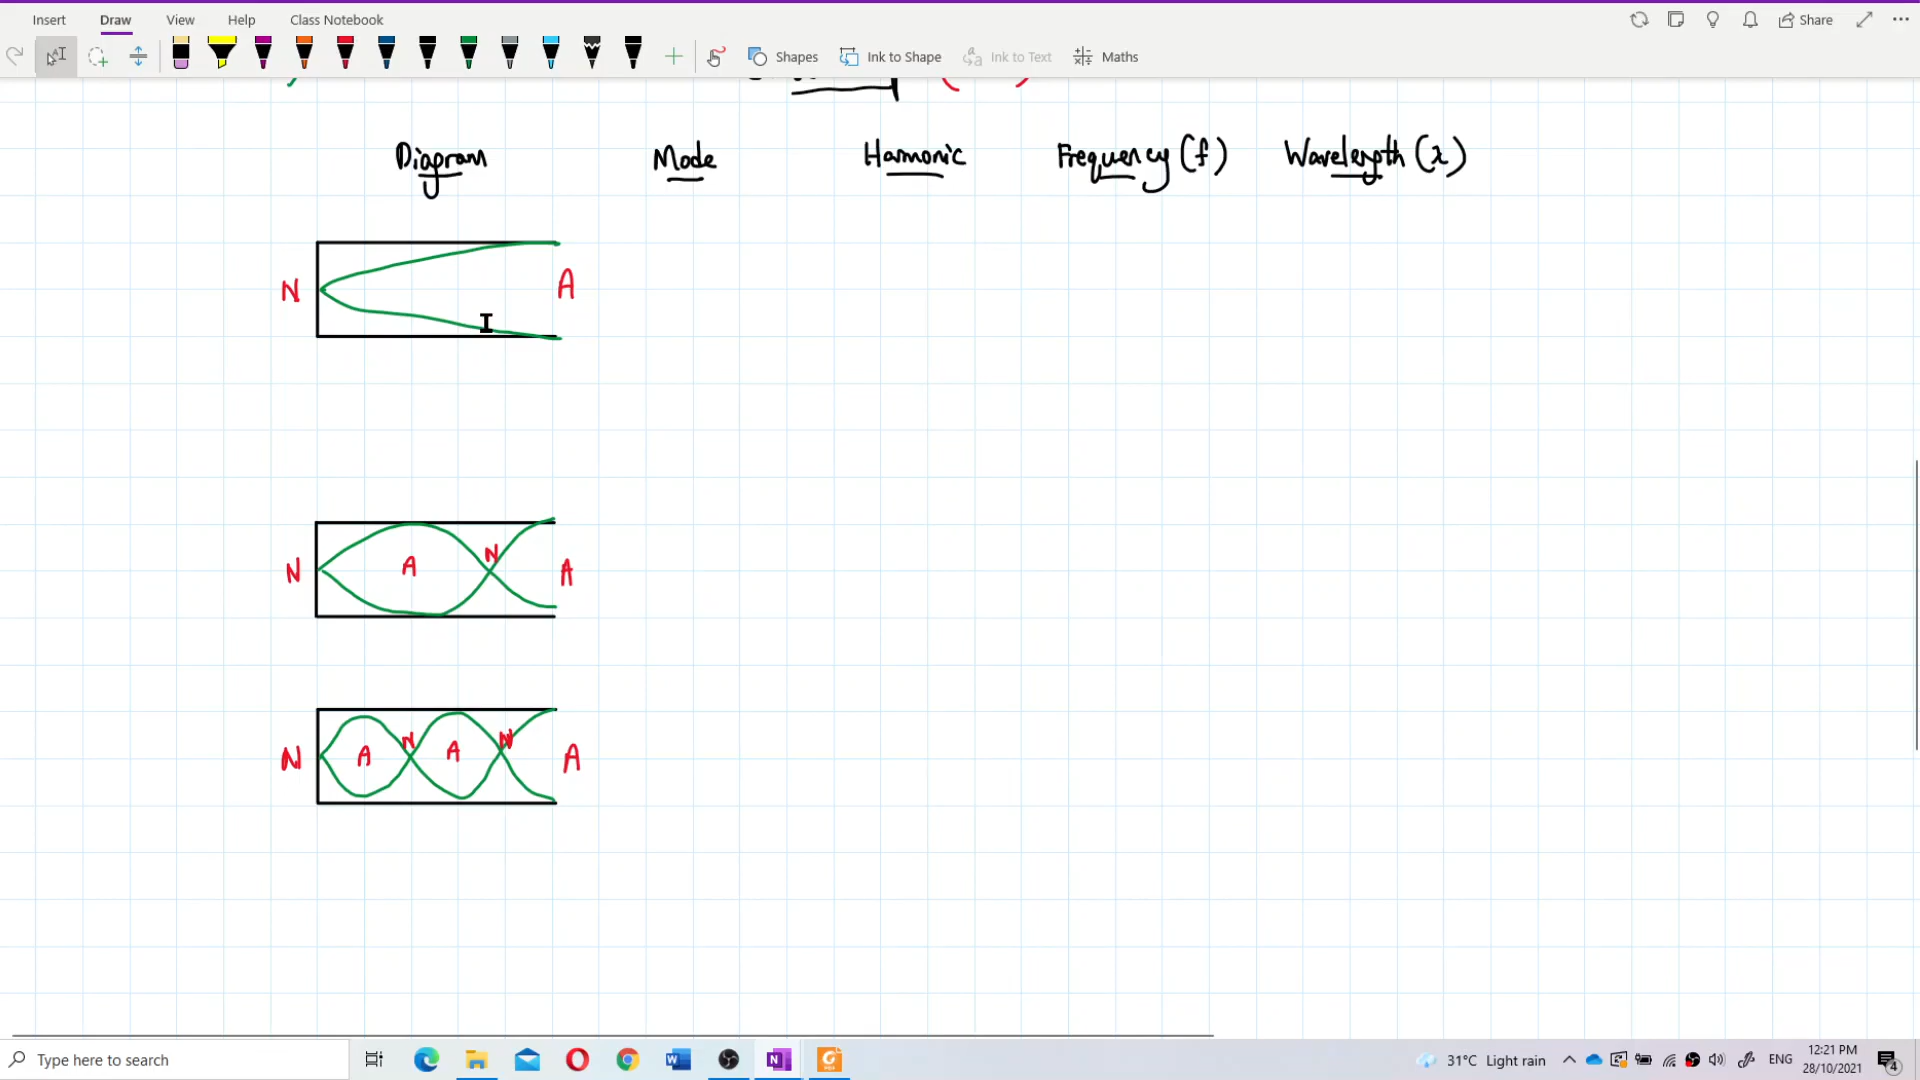 Insert Draw View Help Class Notebook Share
Shapes Ink to Shape Ink to Text Maths
Diagram Mode Harmonic Frequency (f) Wavelength (λ)
N A
N A N A
N A N A N A
Type here to search 31°C Light rain ENG 12:21 PM
28/10/2021 4